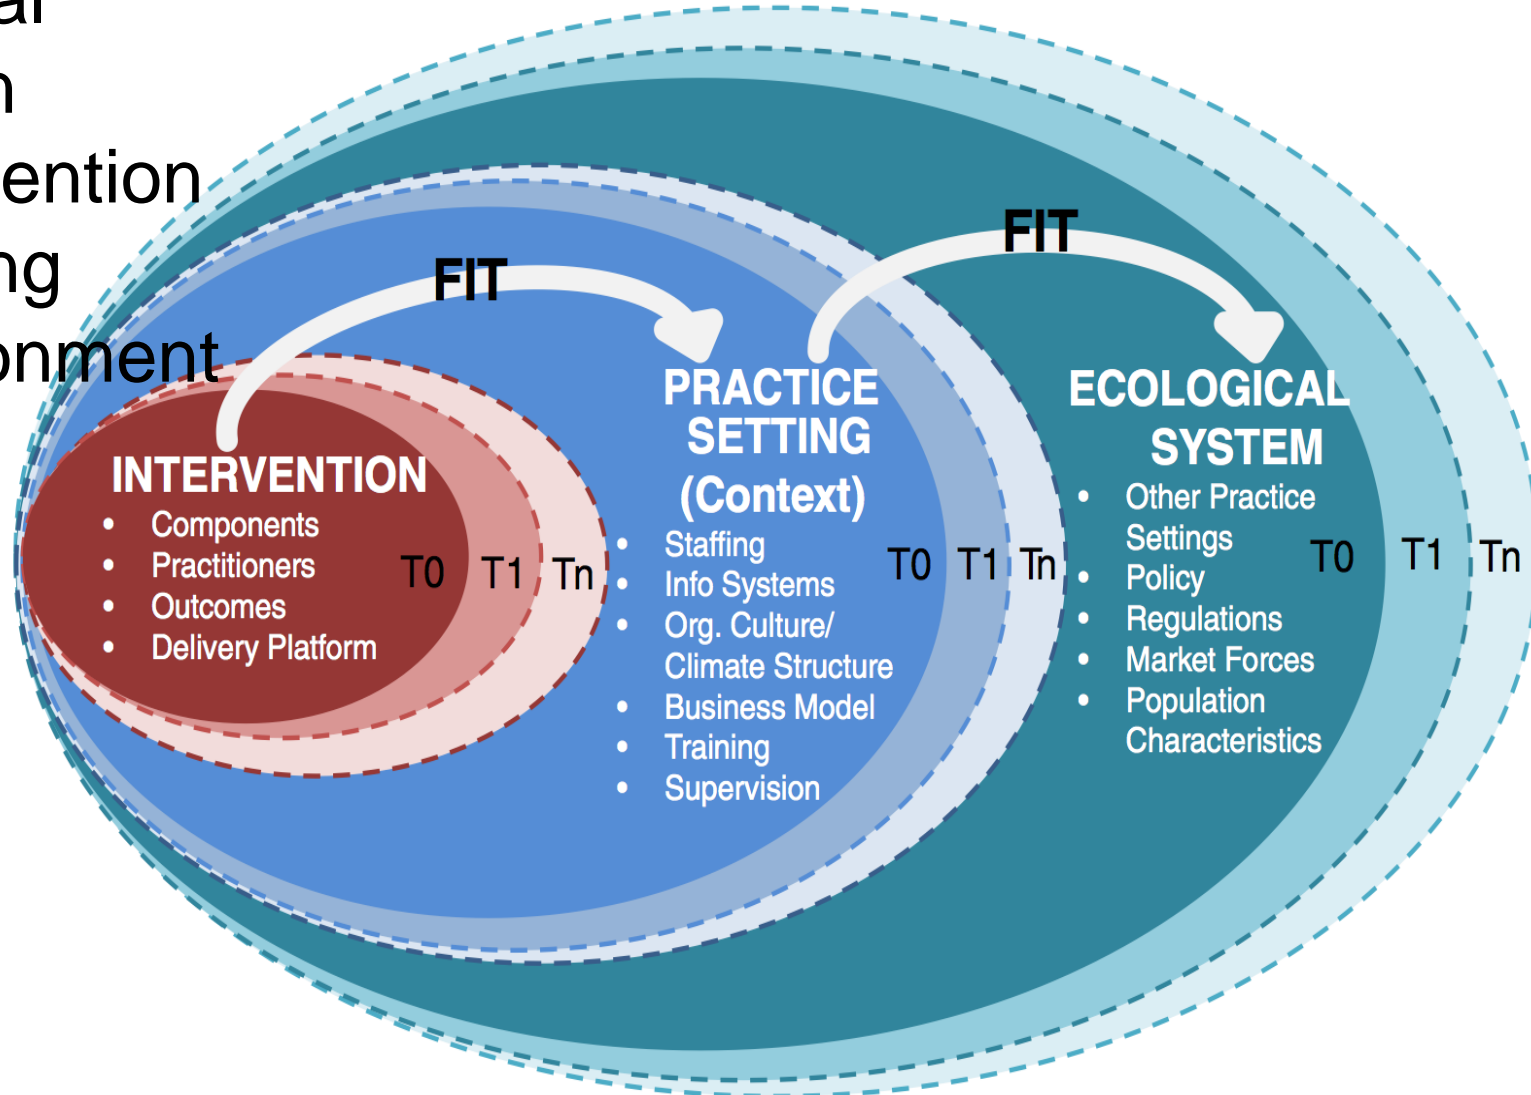 al
n
ention
ng
onment
FIT
FIT
INTERVENTION
• Components
• Practitioners
• Outcomes
• Delivery Platform
T0 T1 Tn
PRACTICE
SETTING
(Context)
• Staffing
• Info Systems
• Org. Culture/
Climate Structure
• Business Model
• Training
• Supervision
T0 T1 Tn
ECOLOGICAL
SYSTEM
• Other Practice
Settings
• Policy
• Regulations
• Market Forces
• Population
Characteristics
T0 T1 Tn